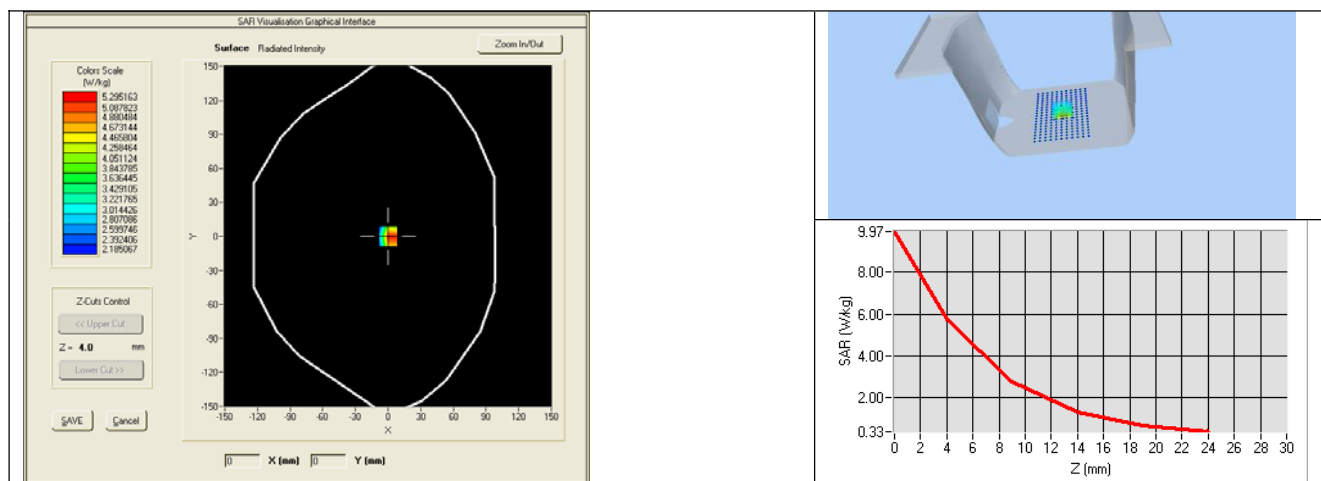 SAR Visualisation Graphical Interface
Surface Radiated Intensity
Zoom In/Out
Colors Scale
(W/kg)
5.295163
5.087823
4.880484
4.673144
4.465804
4.258464
4.051124
3.843785
3.636445
3.429105
3.221765
3.014426
2.807086
2.599746
2.392406
2.185067
Z-Cuts Control
<< Upper Cut
Z = 4.0 mm
Lower Cut >>
SAVE Cancel
150
120
90
60
30
0
-30
-60
-90
-120
-150
Y
-150 -120 -90 -60 -30 0 30 60 90 120 150
X
0 X (mm) 0 Y (mm)
9.97
8.00
6.00
4.00
2.00
0.33
SAR (W/kg)
0 2 4 6 8 10 12 14 16 18 20 22 24 26 28 30
Z (mm)